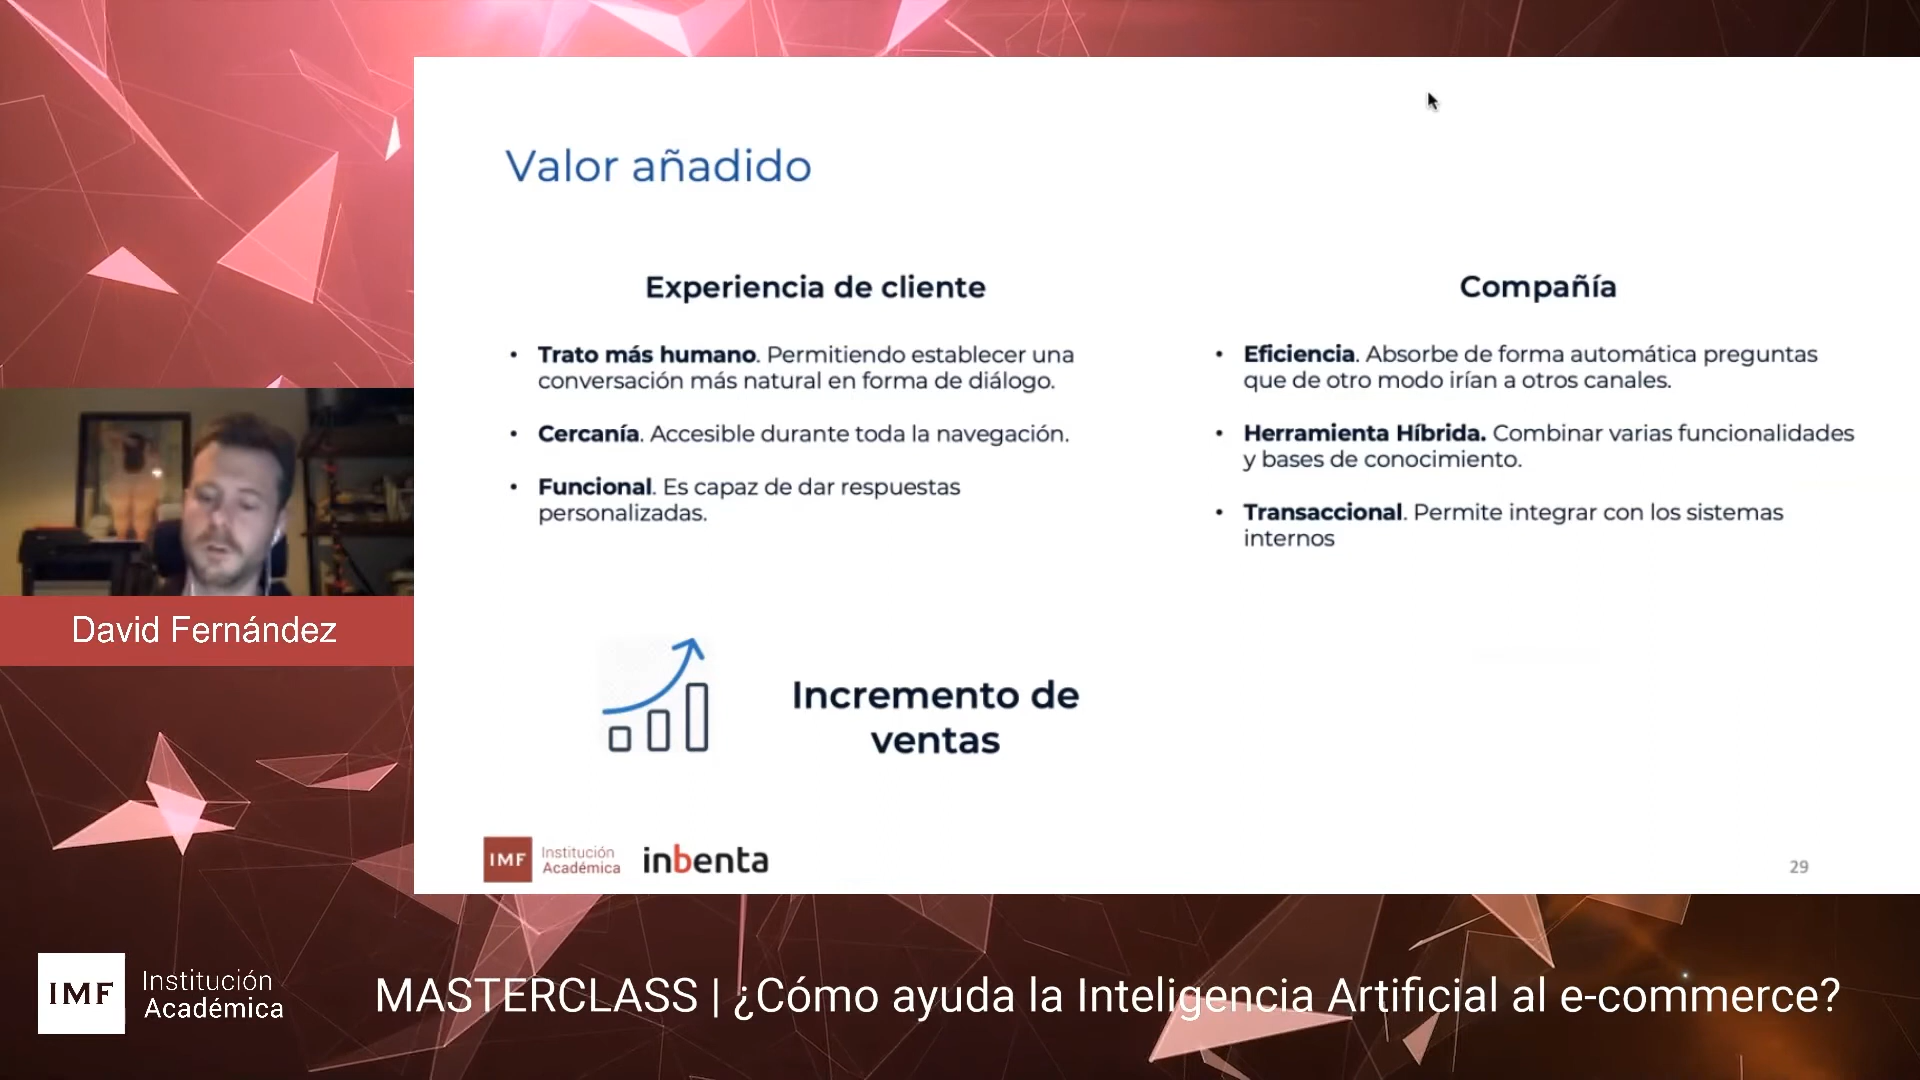 Valor añadido
Experiencia de cliente
• Trato más humano. Permitiendo establecer una
conversación más natural en forma de diálogo.
• Cercanía. Accesible durante toda la navegación.
• Funcional. Es capaz de dar respuestas
personalizadas.
Compañía
• Eficiencia. Absorbe de forma automática preguntas
que de otro modo irían a otros canales.
• Herramienta Híbrida. Combinar varias funcionalidades
y bases de conocimiento.
• Transaccional. Permite integrar con los sistemas
internos
Incremento de
ventas
IMF Institución
Académica
inbenta
29
David Fernández
IMF Institución
Académica
MASTERCLASS | ¿Cómo ayuda la Inteligencia Artificial al e-commerce?